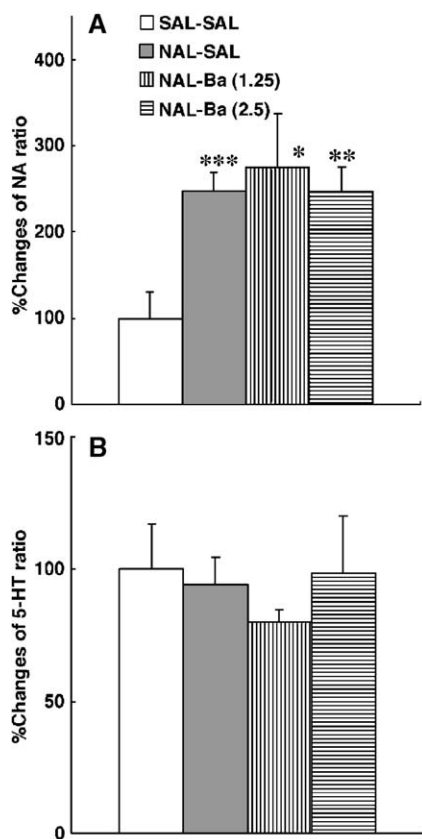 A
SAL-SAL
NAL-SAL
NAL-Ba (1.25)
NAL-Ba (2.5)
%Changes of NA ratio
400
300
200
100
0
***
*
**
B
%Changes of 5-HT ratio
150
100
50
0